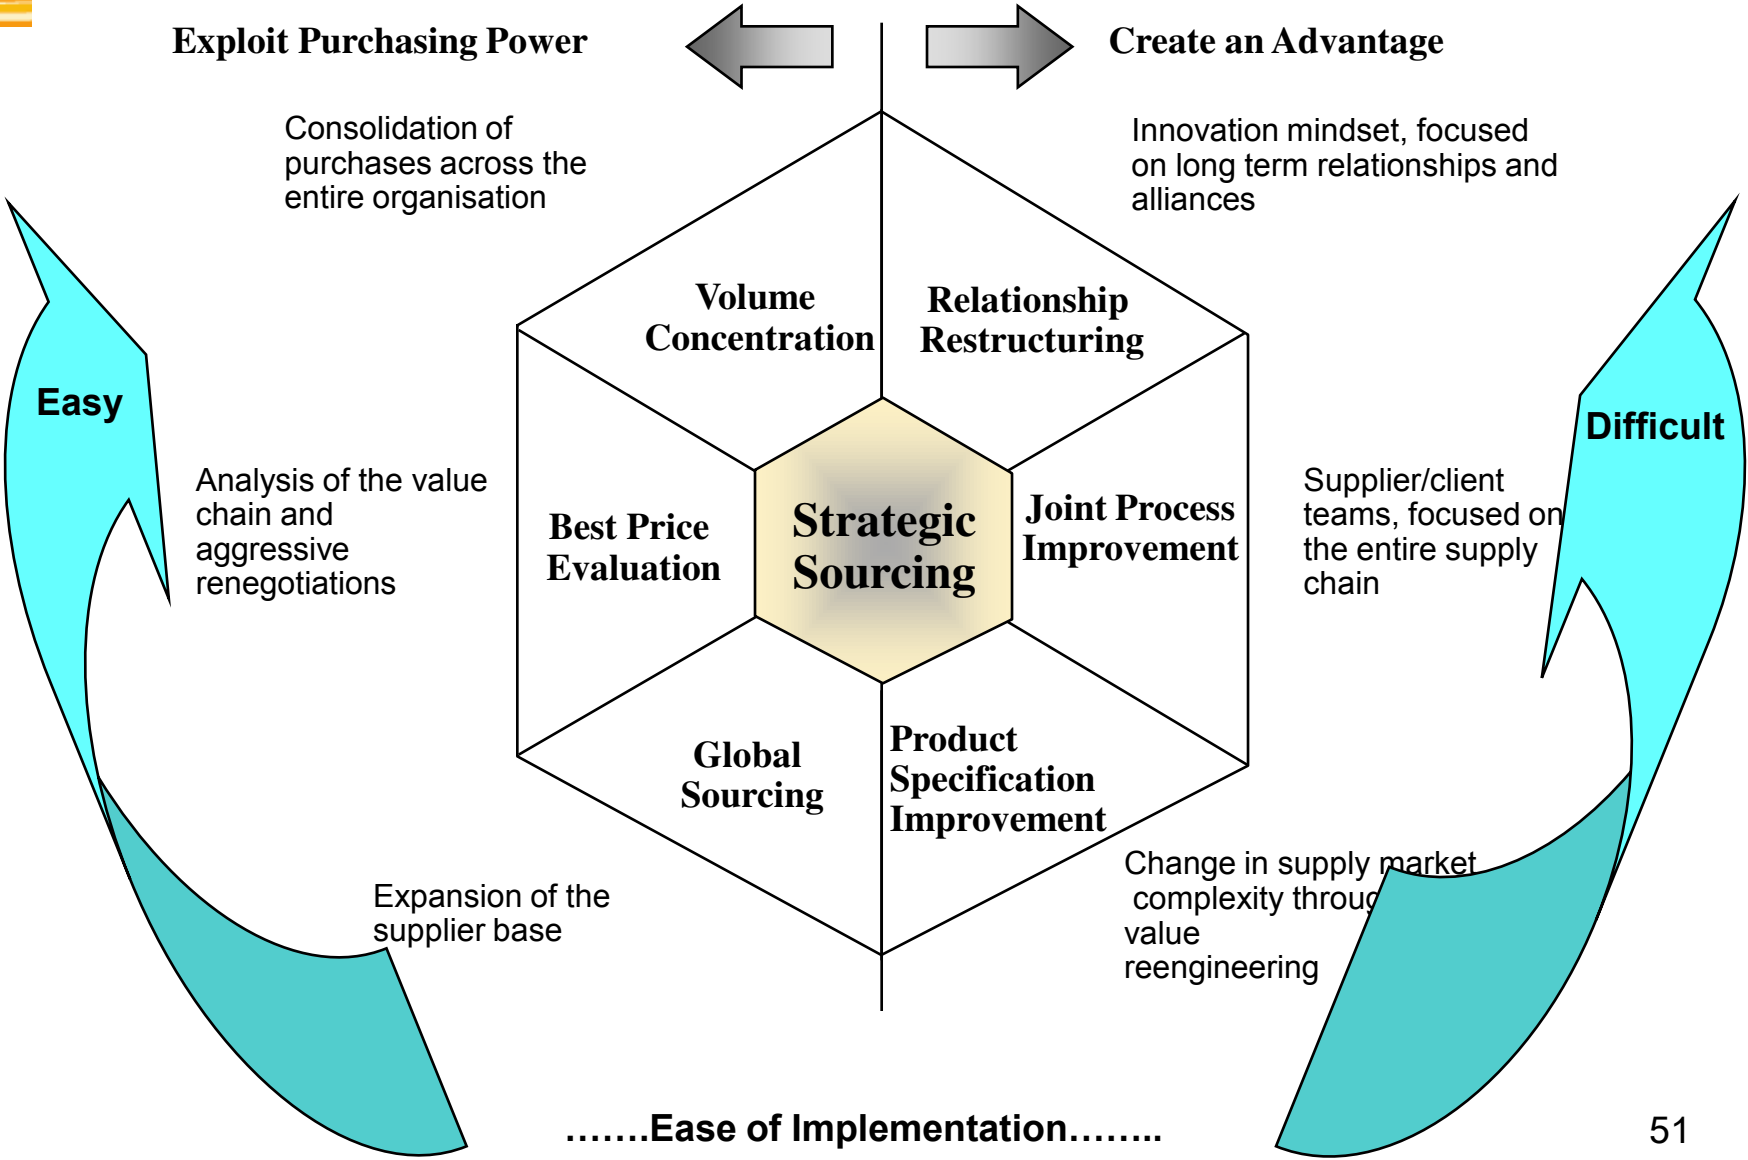 Exploit Purchasing Power
Create an Advantage
Consolidation of
purchases across the
entire organisation
Innovation mindset, focused
on long term relationships and
alliances
Volume
Concentration
Relationship
Restructuring
Easy
Difficult
Analysis of the value
chain and
aggressive
renegotiations
Best Price
Evaluation
Strategic
Sourcing
Joint Process
Improvement
Supplier/client
teams, focused on
the entire supply
chain
Global
Sourcing
Product
Specification
Improvement
Expansion of the
supplier base
Change in supply market
complexity throug
value
reengineering
…….Ease of Implementation……..
51